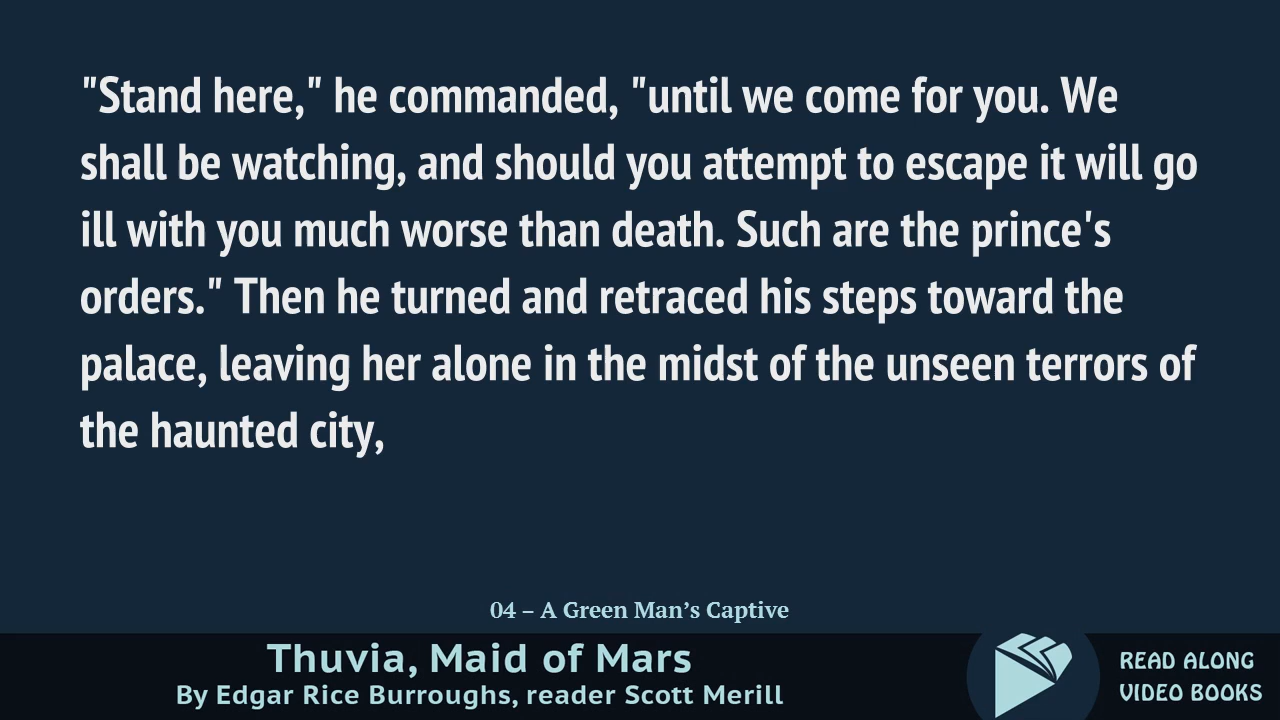 "Stand here," he commanded, "until we come for you. We
shall be watching, and should you attempt to escape it will go
ill with you much worse than death. Such are the prince's
orders." Then he turned and retraced his steps toward the
palace, leaving her alone in the midst of the unseen terrors of
the haunted city,
04 – A Green Man’s Captive
Thuvia, Maid of Mars
By Edgar Rice Burroughs, reader Scott Merill
READ ALONG
VIDEO BOOKS